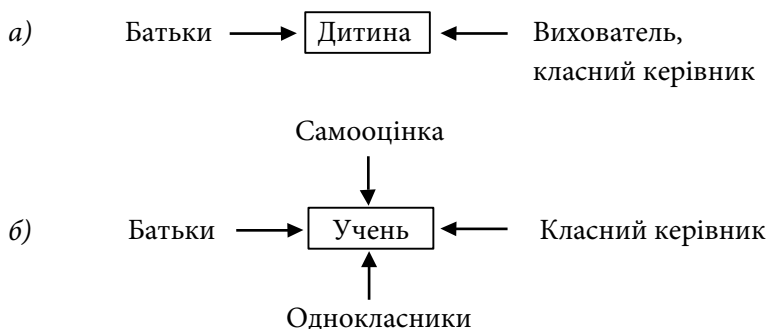 а) Батьки Дитина Вихователь,
класний керівник
Самооцінка
б) Батьки Учень Класний керівник
Однокласники